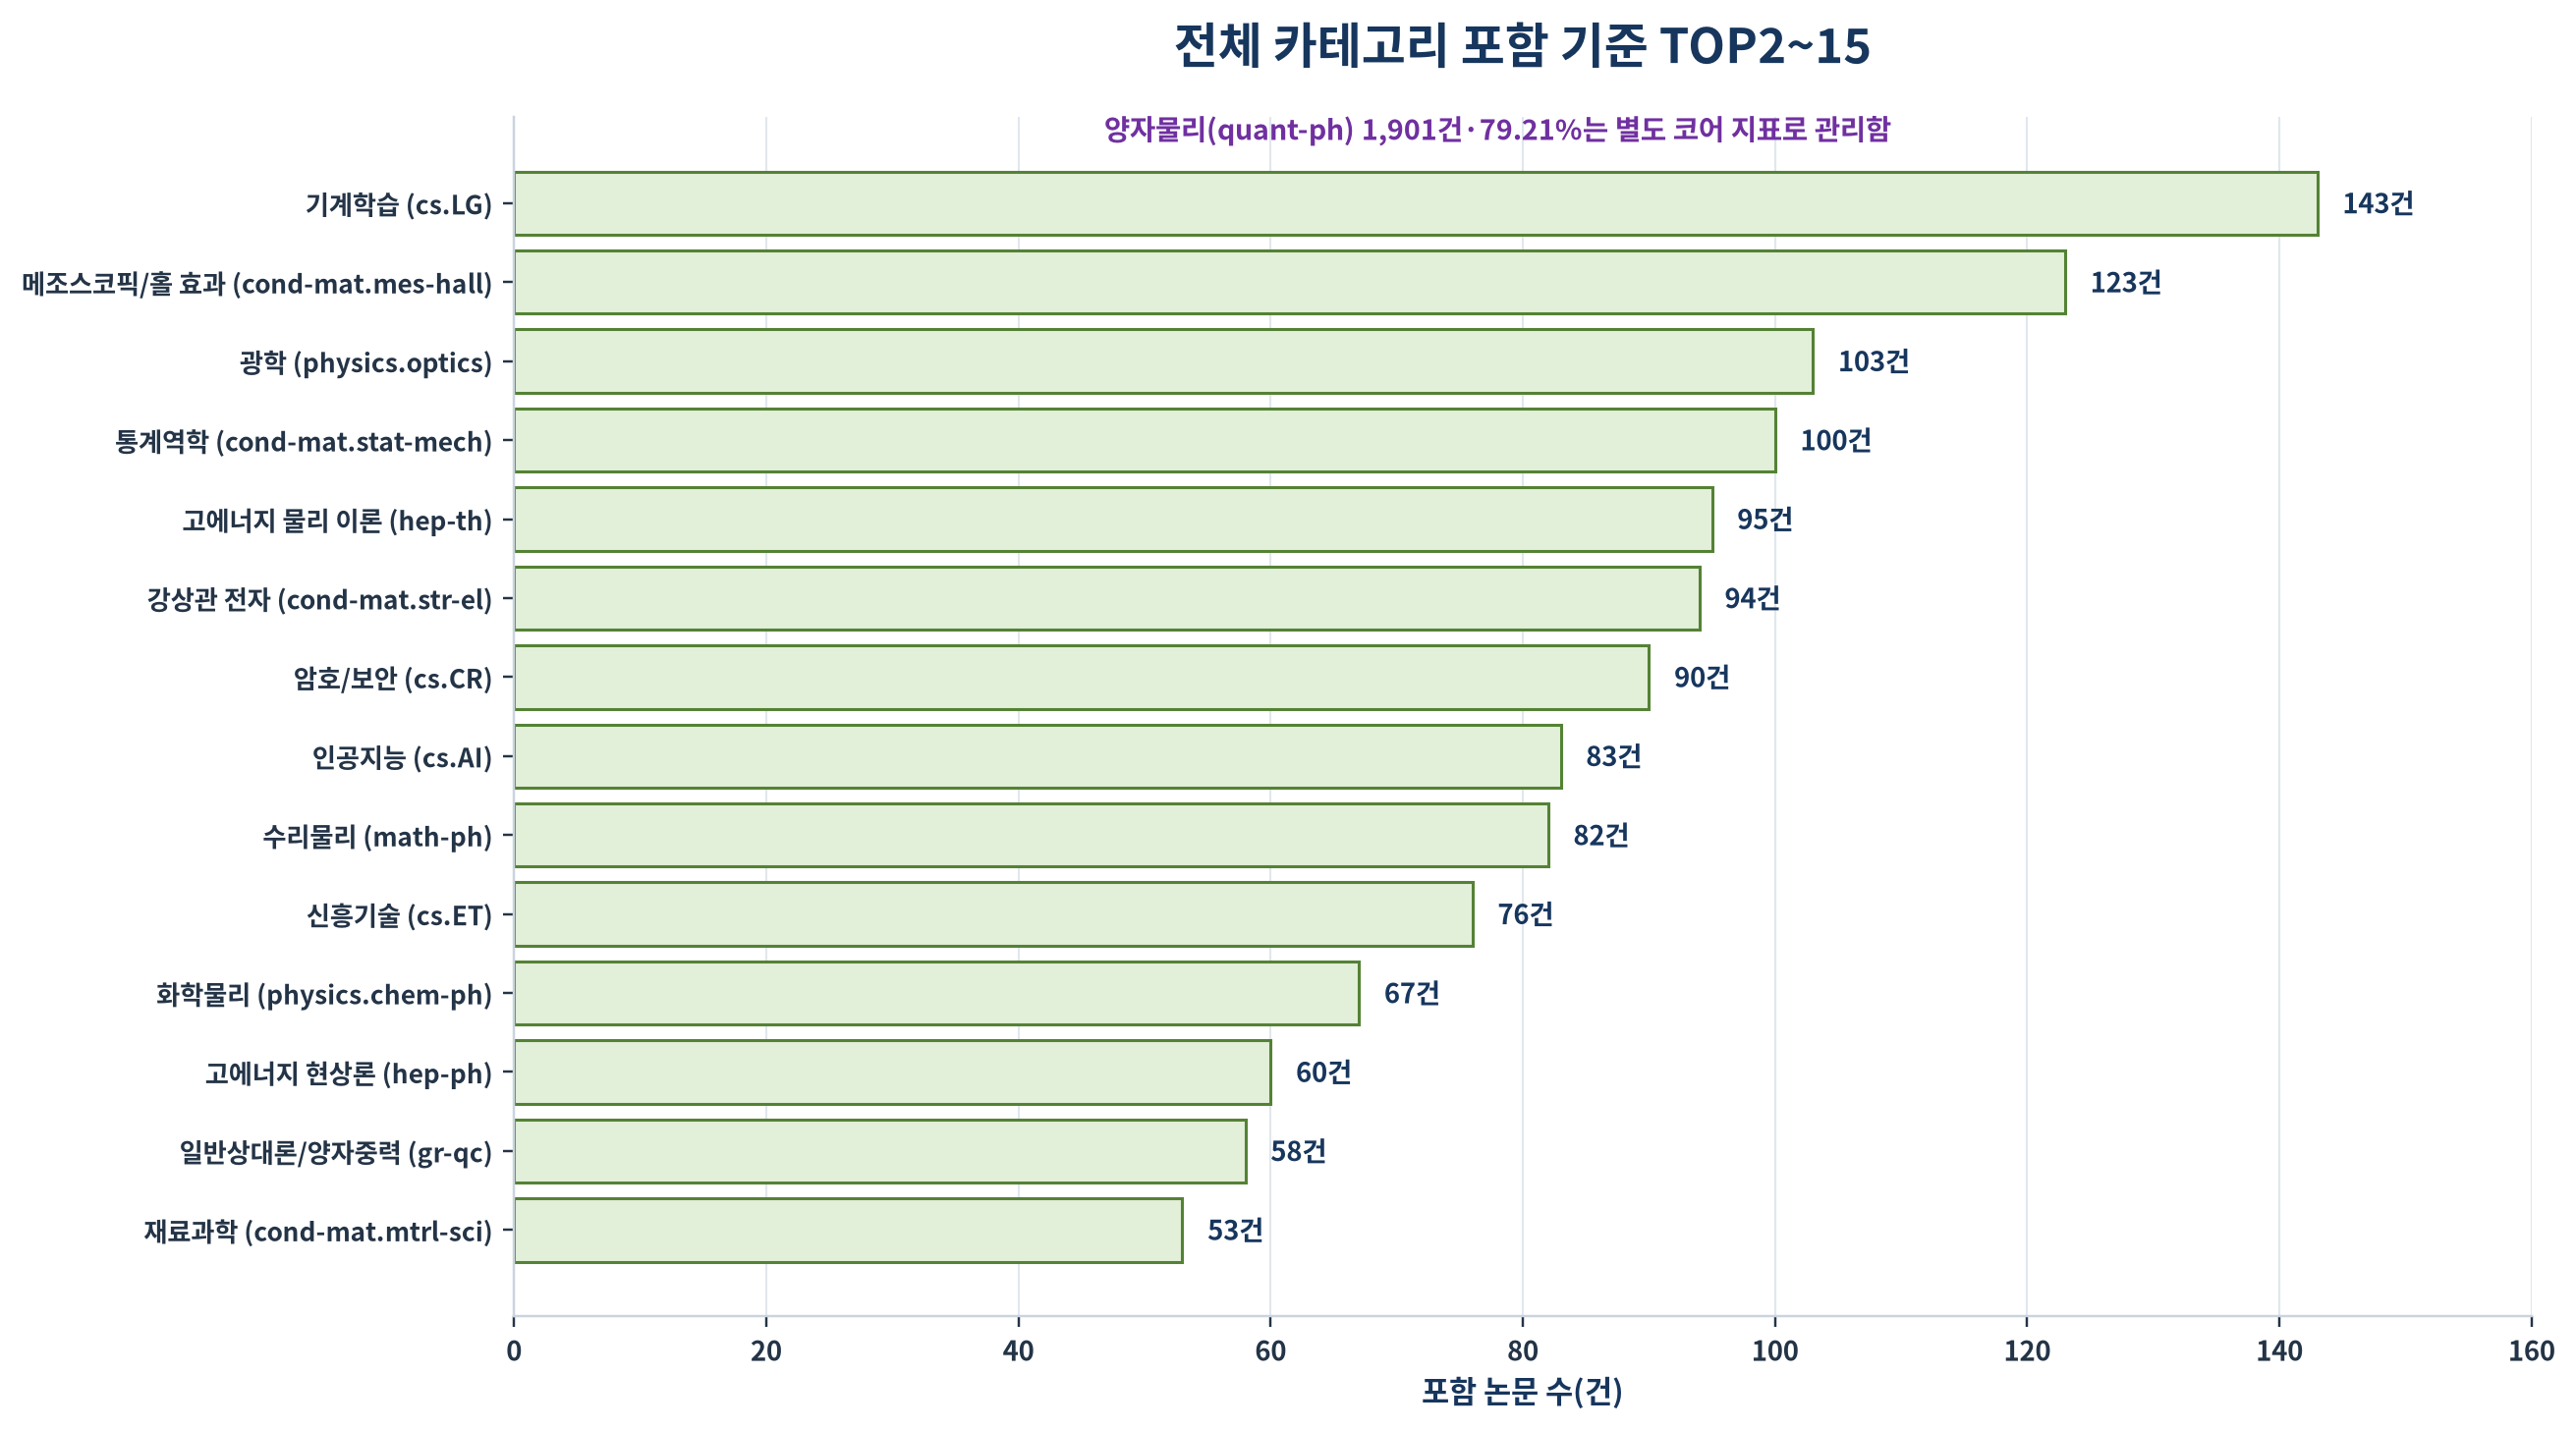 전체 카테고리 포함 기준 TOP2~15
양자물리(quant-ph) 1,901건·79.21%는 별도 코어 지표로 관리함
기계학습 (cs.LG) 143건
메조스코픽/홀 효과 (cond-mat.mes-hall) 123건
광학 (physics.optics) 103건
통계역학 (cond-mat.stat-mech) 100건
고에너지 물리 이론 (hep-th) 95건
강상관 전자 (cond-mat.str-el) 94건
암호/보안 (cs.CR) 90건
인공지능 (cs.AI) 83건
수리물리 (math-ph) 82건
신흥기술 (cs.ET) 76건
화학물리 (physics.chem-ph) 67건
고에너지 현상론 (hep-ph) 60건
일반상대론/양자중력 (gr-qc) 58건
재료과학 (cond-mat.mtrl-sci) 53건
0 20 40 60 80 100 120 140 160
포함 논문 수(건)